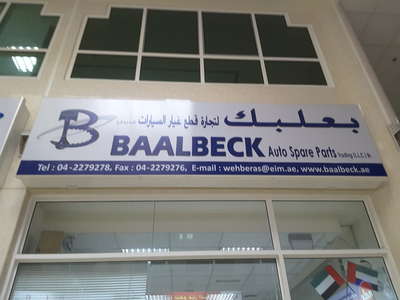 بعلبك لتجارة قطع غيار السيارات
BAALBECK Auto Spare Parts Trading (L.L.C)
Tel : 04-2279278, Fax : 04-2279276, E-mail : wehberas@eim.ae, www.baalbeck.ae